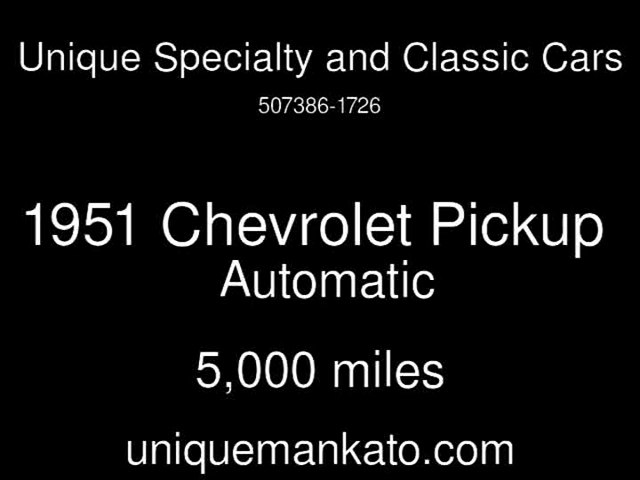 Unique Specialty and Classic Cars
507386-1726
1951 Chevrolet Pickup
Automatic
5,000 miles
uniquemankato.com